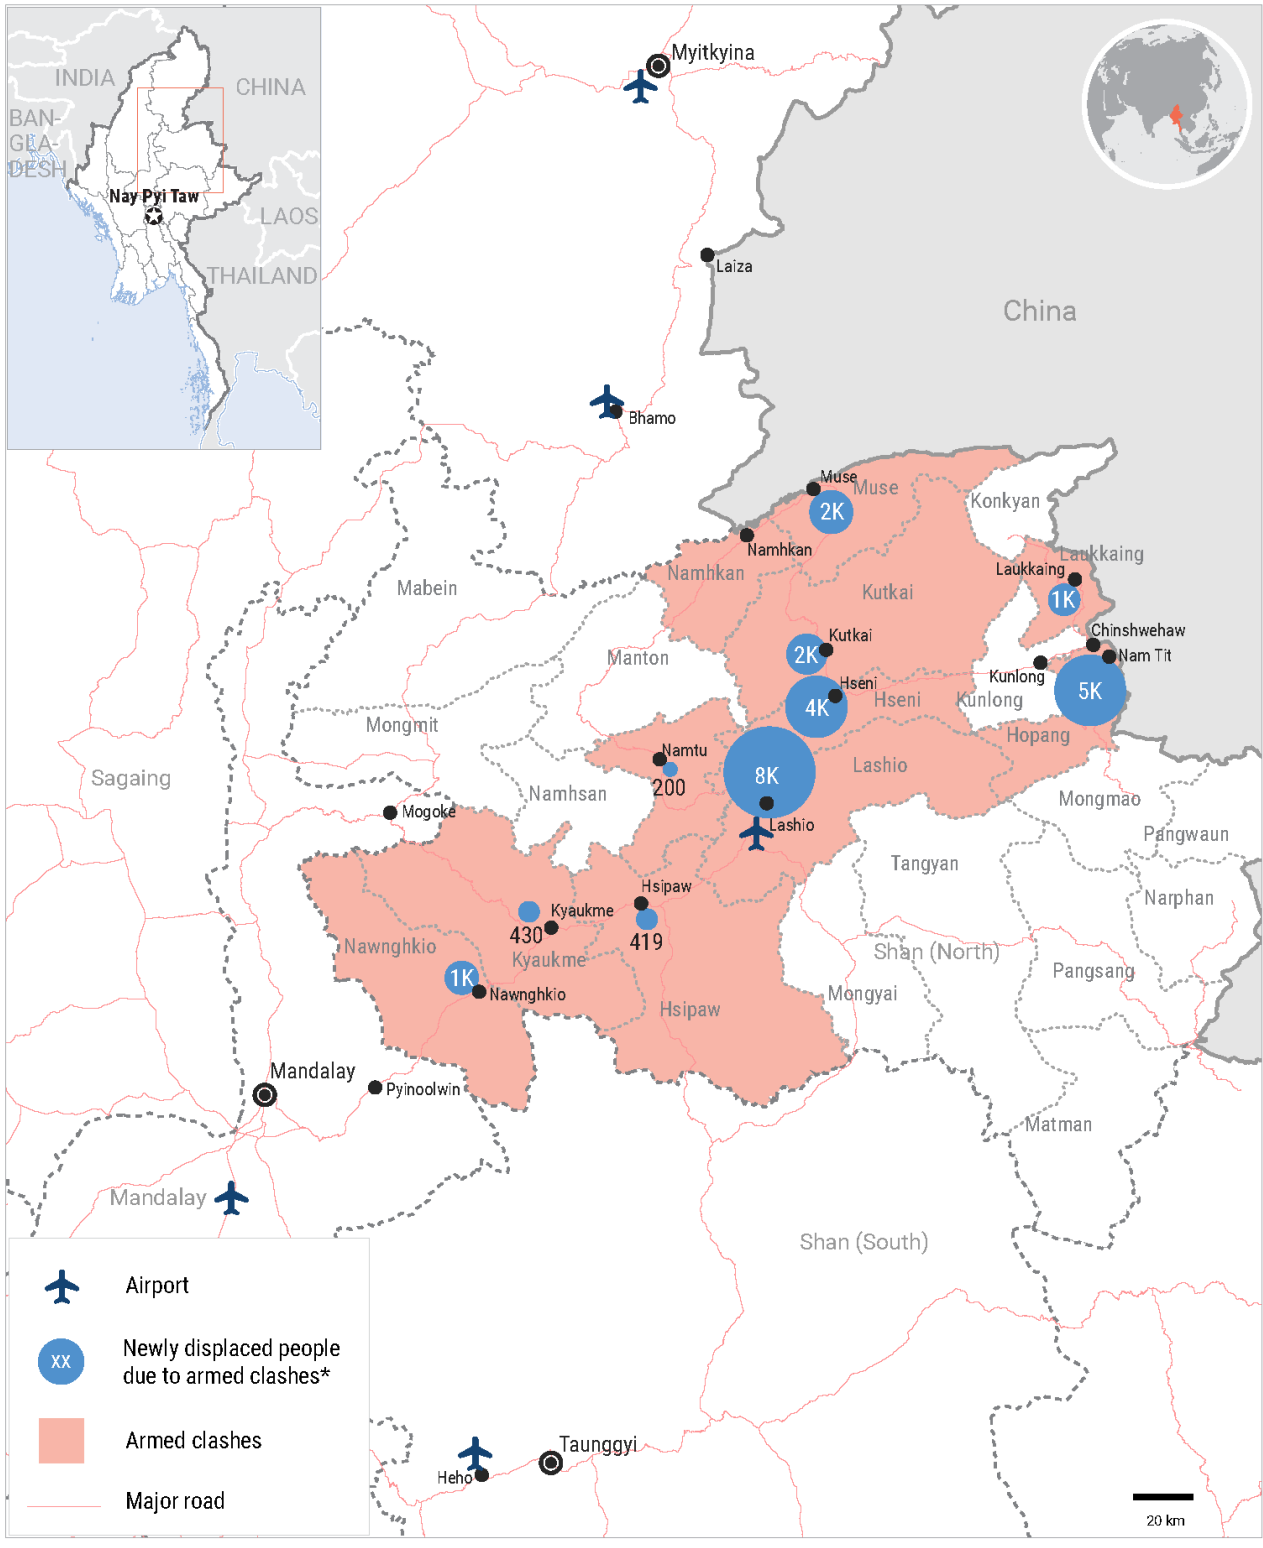 Myitkyina
INDIA
CHINA
BAN-
GLA-
DESH
Nay Pyi Taw
LAOS
THAILAND
Laiza
China
Bhamo
Muse
Muse
Konkyan
2K
Namhkan
Laukkaing
Laukkaing
Namhkan
Mabein
Kutkai
1K
Chinshwehaw
Kutkai
Nam Tit
Manton
2K
Kunlong
Hseni
5K
Hseni
Kunlong
4K
Mongmit
Hopang
Namtu
Lashio
Sagaing
8K
200
Namhsan
Mongmao
Mogoke
Lashio
Pangwaun
Tangyan
Hsipaw
Narphan
Kyaukme
430
419
Nawnghkio
Shan (North)
Kyaukme
Pangsang
1K
Nawnghkio
Mongyai
Hsipaw
Mandalay
Pyinoolwin
Matman
Mandalay
Shan (South)
Airport
XX
Newly displaced people
due to armed clashes*
Armed clashes
Taunggyi
Heho
Major road
20 km